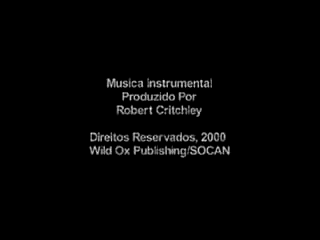 Musica instrumental
Produzido Por
Robert Critchley
Direitos Reservados, 2000
Wild Ox Publishing/SOCAN